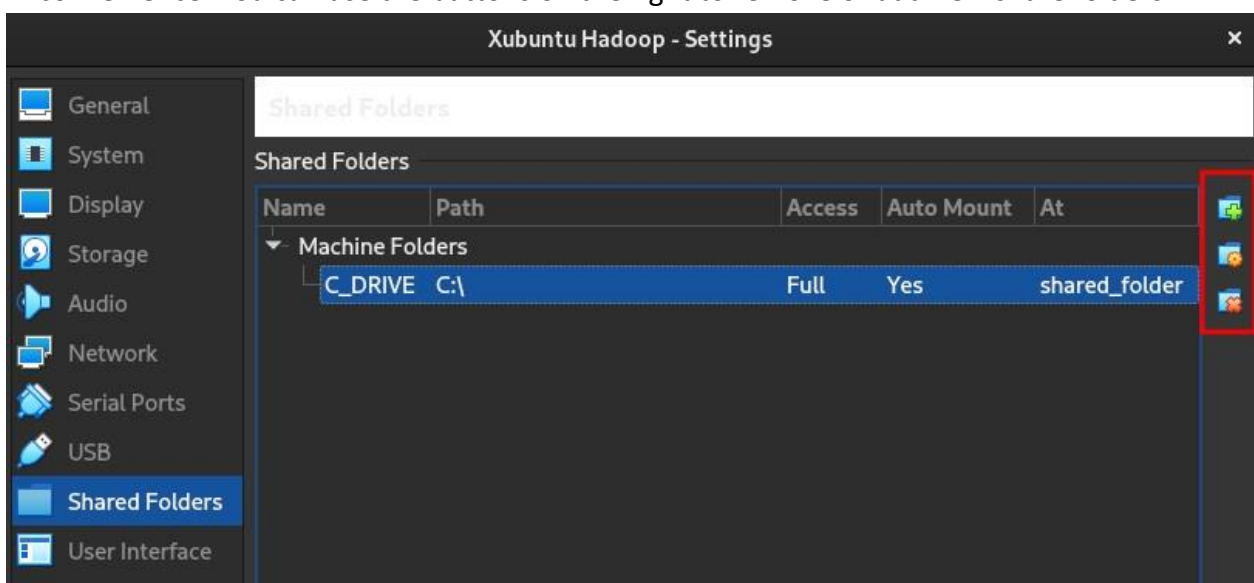 Xubuntu Hadoop - Settings ×
General
System
Display
Storage
Audio
Network
Serial Ports
USB
Shared Folders
User Interface
Shared Folders
Shared Folders
Name Path Access Auto Mount At
Machine Folders
C_DRIVE C:\ Full Yes shared_folder